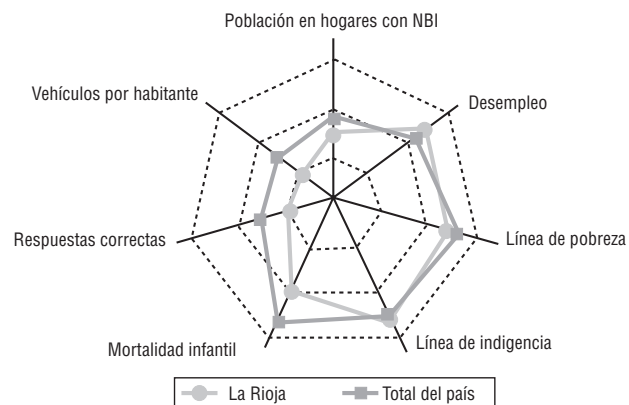 Población en hogares con NBI
Vehículos por habitante
Desempleo
Respuestas correctas
Línea de pobreza
Mortalidad infantil
Línea de indigencia
La Rioja
Total del país